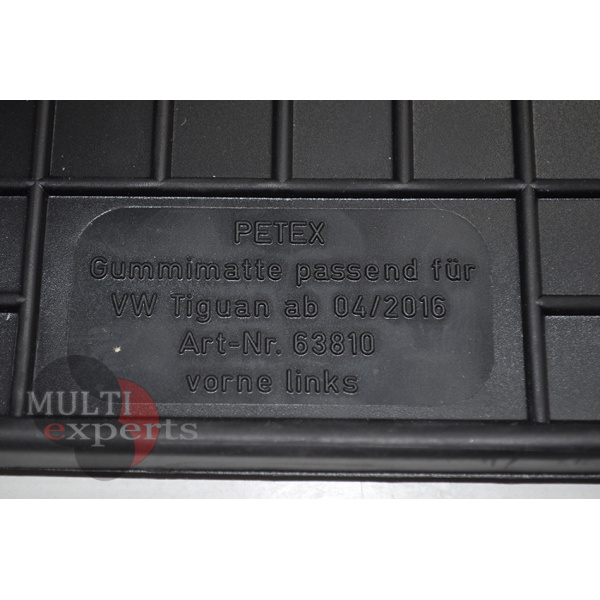 PETEX
Gummimatte passend für
VW Tiguan ab 04/2016
Art-Nr. 63810
vorne links
MULTI
experts